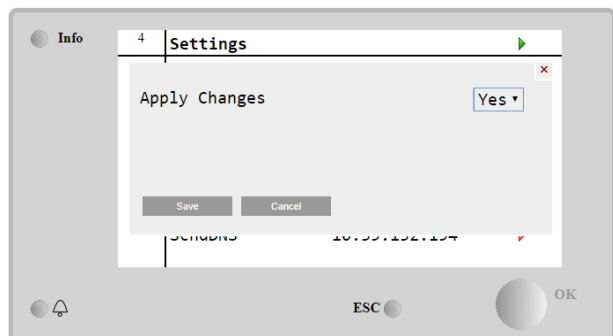 Info
4 Settings
Apply Changes Yes
Save Cancel
ESC
OK